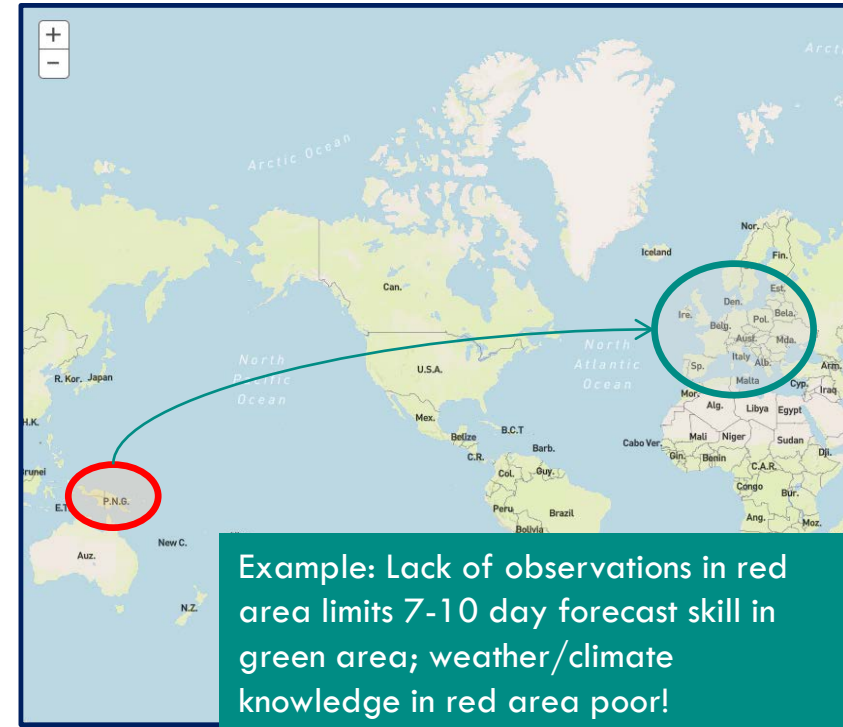 +
−
Arctic Ocean
Nor.
Fin.
Iceland
Est.
Den.
Can.
Ire.
Pol.
Bela.
Belg.
Aust.
Mda.
North
Atlantic
Ocean
Italy
Alb.
Sp.
Arm.
North
Pacific
Ocean
U.S.A.
R. Kor.
Japan
Malta
Cyp.
Iraq
Mor.
Alg.
Libya
Egypt
H.K.
Mex.
Belize
B.C.T
C.R.
Barb.
Cabo Ver.
Mali
Niger
Sudan
Dji.
Gin.
Benin
C.A.R.
Col.
Guy.
Congo
Bur.
P.N.G.
Peru
Brazil
Ang.
Moz.
Bolivia
New C.
Auz.
N.Z.
Example: Lack of observations in red
area limits 7-10 day forecast skill in
green area; weather/climate
knowledge in red area poor!